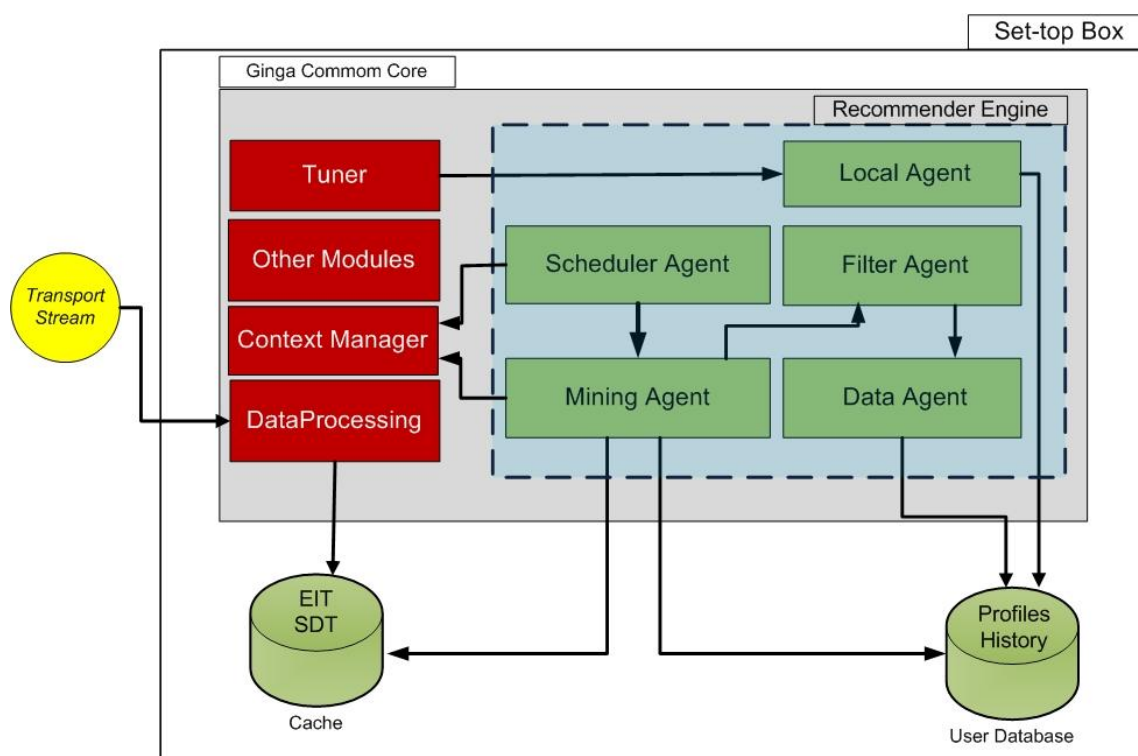 Set-top Box
Ginga Commom Core
Recommender Engine
Tuner
Local Agent
Other Modules
Scheduler Agent
Filter Agent
Transport
Stream
Context Manager
Mining Agent
Data Agent
DataProcessing
EIT
SDT
Profiles
History
Cache
User Database